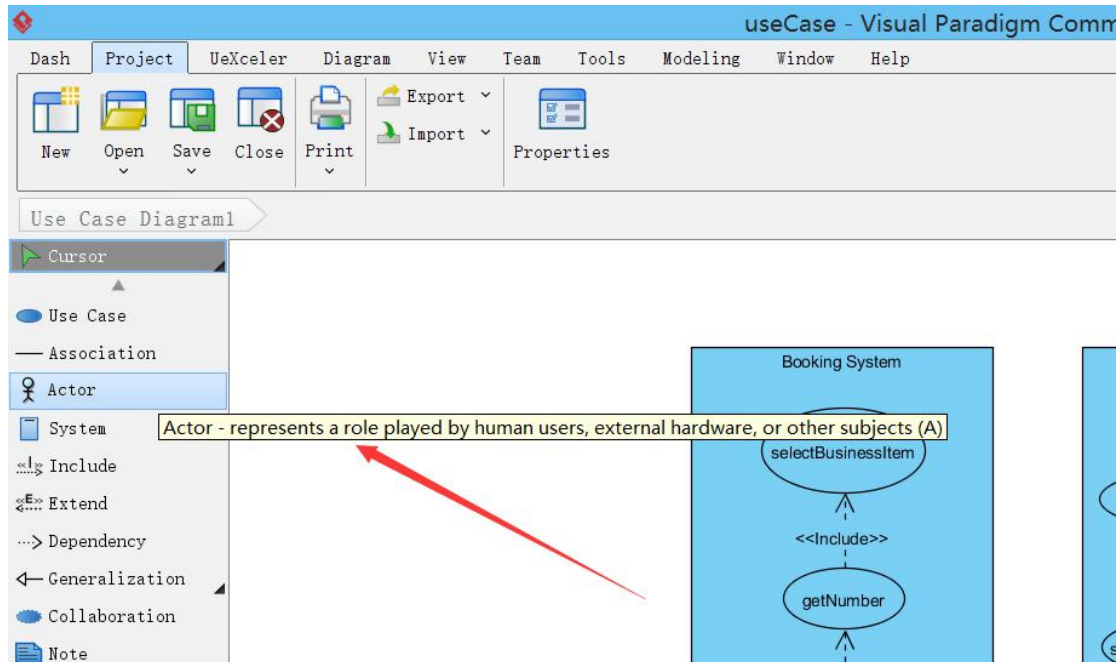 useCase - Visual Paradigm Comm
Dash Project UeXceler Diagram View Team Tools Modeling Window Help
Export
Import
New Open Save Close Print Properties
Use Case Diagram1
Cursor
Use Case
Association
Actor
System
Include
Extend
Dependency
Generalization
Collaboration
Note
Actor - represents a role played by human users, external hardware, or other subjects (A)
Booking System
selectBusinessItem
<<Include>>
getNumber